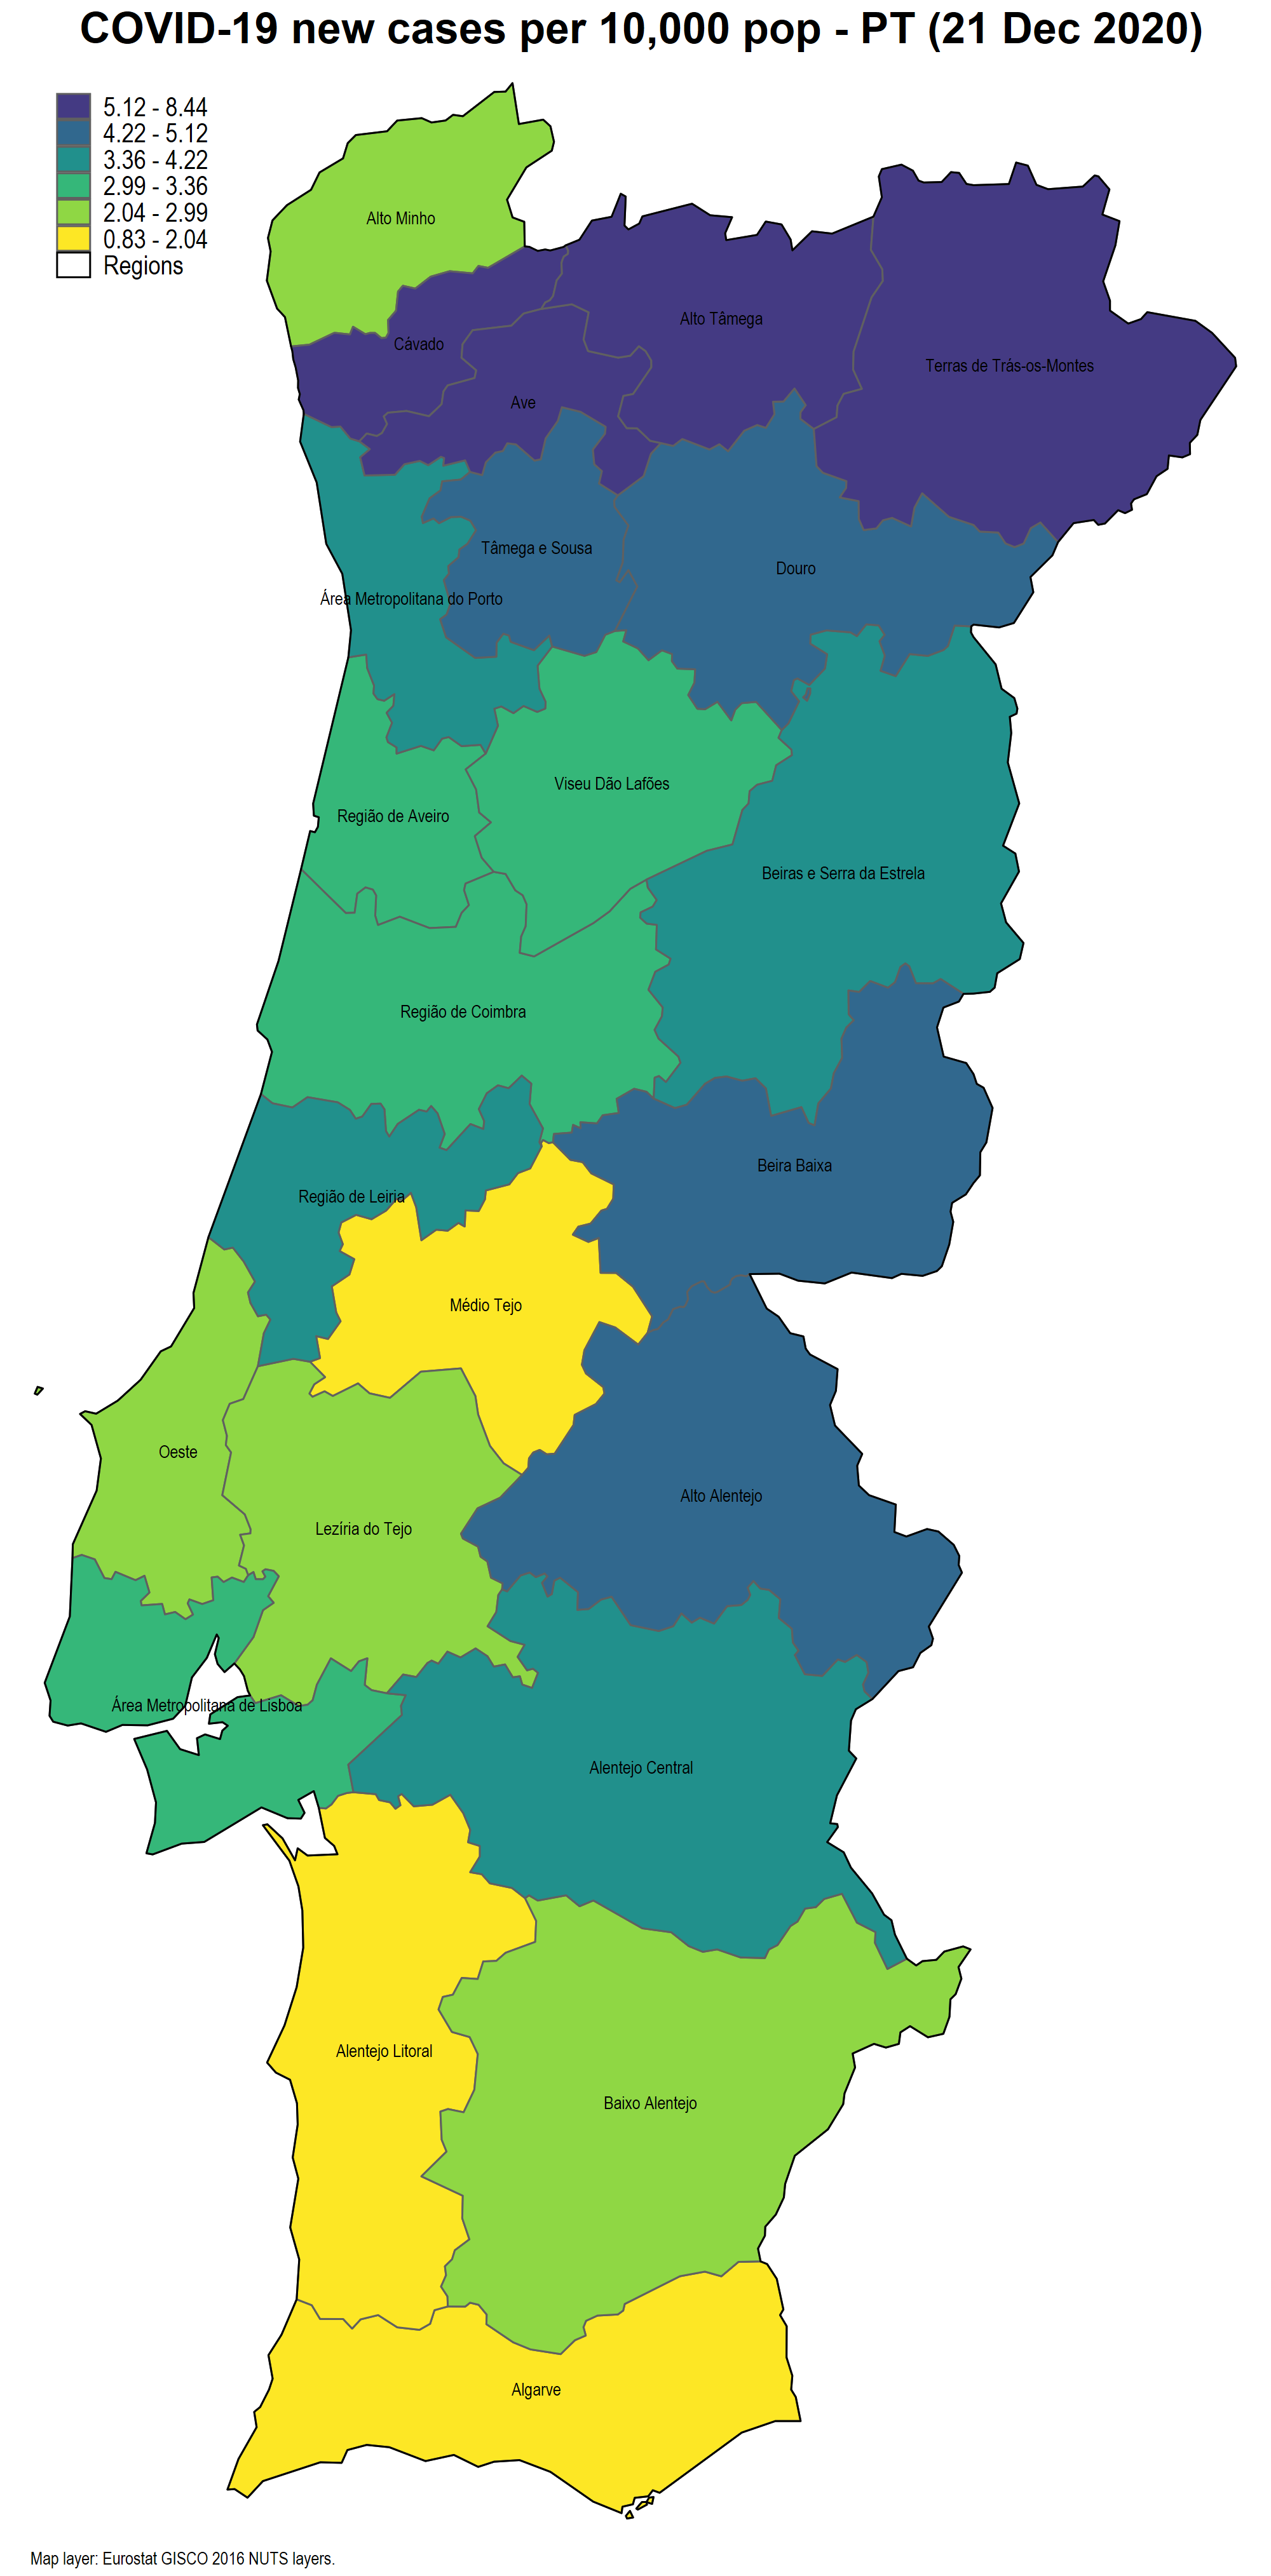 COVID-19 new cases per 10,000 pop - PT (21 Dec 2020)
5.12 - 8.44
4.22 - 5.12
3.36 - 4.22
2.99 - 3.36
2.04 - 2.99
0.83 - 2.04
Regions
Alto Minho
Alto Tâmega
Cávado
Terras de Trás-os-Montes
Ave
Tâmega e Sousa
Douro
Área Metropolitana do Porto
Viseu Dão Lafões
Região de Aveiro
Beiras e Serra da Estrela
Região de Coimbra
Beira Baixa
Região de Leiria
Médio Tejo
Oeste
Alto Alentejo
Lezíria do Tejo
Área Metropolitana de Lisboa
Alentejo Central
Alentejo Litoral
Baixo Alentejo
Algarve
Map layer: Eurostat GISCO 2016 NUTS layers.